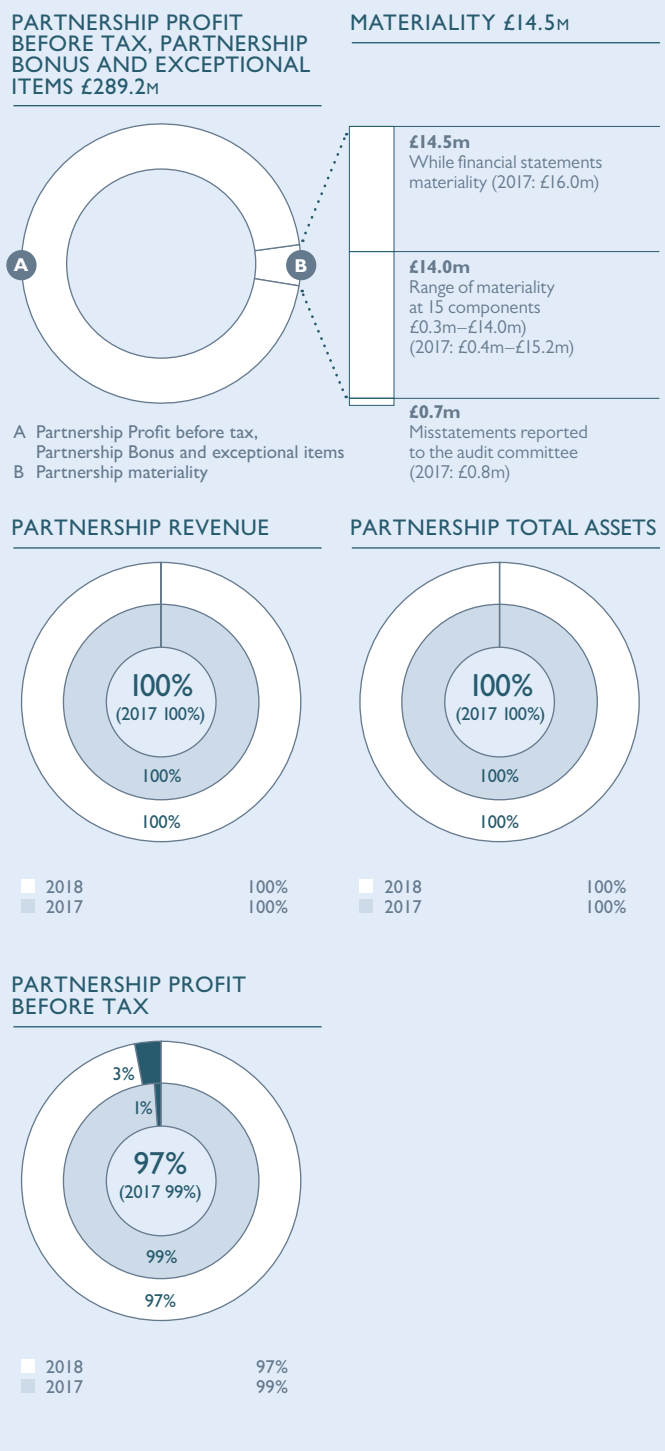 PARTNERSHIP PROFIT
BEFORE TAX, PARTNERSHIP
BONUS AND EXCEPTIONAL
ITEMS £289.2M
MATERIALITY £14.5M
A
B
£14.5m
While financial statements
materiality (2017: £16.0m)
£14.0m
Range of materiality
at 15 components
£0.3m–£14.0m)
(2017: £0.4m–£15.2m)
£0.7m
Misstatements reported
to the audit committee
(2017: £0.8m)
A Partnership Profit before tax,
Partnership Bonus and exceptional items
B Partnership materiality
PARTNERSHIP REVENUE
100%
(2017 100%)
100%
100%
2018 100%
2017 100%
PARTNERSHIP TOTAL ASSETS
100%
(2017 100%)
100%
100%
2018 100%
2017 100%
PARTNERSHIP PROFIT
BEFORE TAX
3%
1%
97%
(2017 99%)
99%
97%
2018 97%
2017 99%